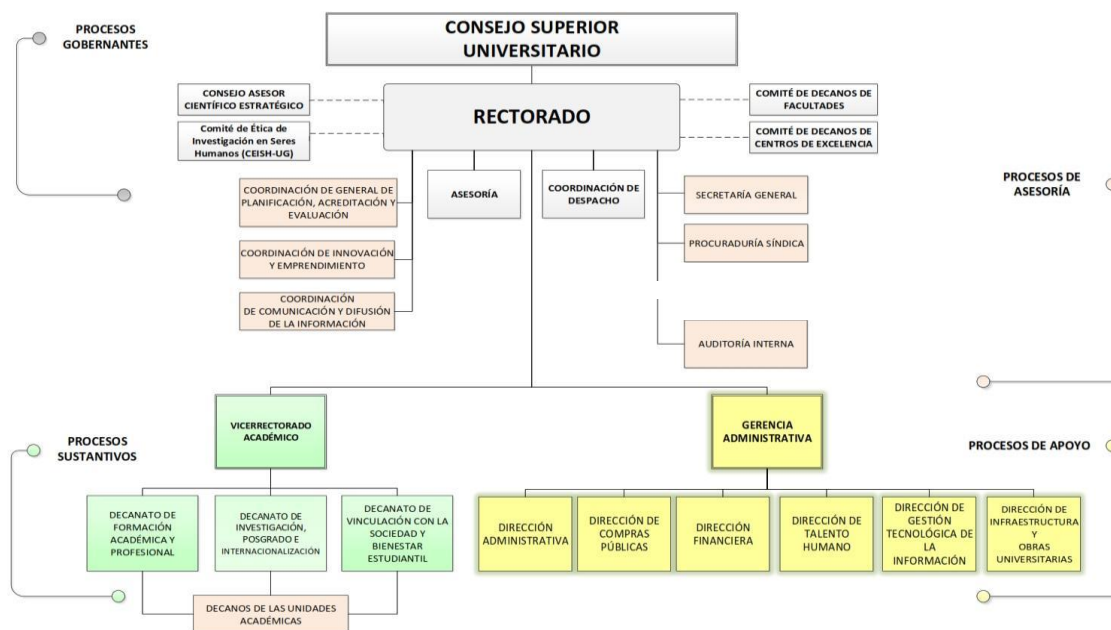 PROCESOS
GOBERNANTES
CONSEJO SUPERIOR
UNIVERSITARIO
CONSEJO ASESOR
CIENTÍFICO ESTRATÉGICO
Comité de Ética de
Investigación en Seres
Humanos (CEISH-UG)
RECTORADO
COMITÉ DE DECANOS DE
FACULTADES
COMITÉ DE DECANOS DE
CENTROS DE EXCELENCIA
PROCESOS DE
ASESORÍA
COORDINACIÓN DE GENERAL DE
PLANIFICACIÓN, ACREDITACIÓN Y
EVALUACIÓN
ASESORÍA
COORDINACIÓN DE
DESPACHO
SECRETARÍA GENERAL
COORDINACIÓN DE INNOVACIÓN
Y EMPRENDIMIENTO
PROCURADURÍA SÍNDICA
COORDINACIÓN
DE COMUNICACIÓN Y DIFUSIÓN
DE LA INFORMACIÓN
AUDITORÍA INTERNA
PROCESOS
SUSTANTIVOS
VICERRECTORADO
ACADÉMICO
GERENCIA
ADMINISTRATIVA
PROCESOS DE APOYO
DECANATO DE
FORMACIÓN
ACADÉMICA Y
PROFESIONAL
DECANATO DE
INVESTIGACIÓN,
POSGRADO E
INTERNACIONALIZACIÓN
DECANATO DE
VINCULACIÓN CON LA
SOCIEDAD Y
BIENESTAR
ESTUDIANTIL
DIRECCIÓN
ADMINISTRATIVA
DIRECCIÓN DE
COMPRAS
PÚBLICAS
DIRECCIÓN
FINANCIERA
DIRECCIÓN DE
TALENTO
HUMANO
DIRECCIÓN DE
GESTIÓN
TECNOLÓGICA DE
LA
INFORMACIÓN
DIRECCIÓN DE
INFRAESTRUCTURA
Y
OBRAS
UNIVERSITARIAS
DECANOS DE LAS UNIDADES
ACADÉMICAS